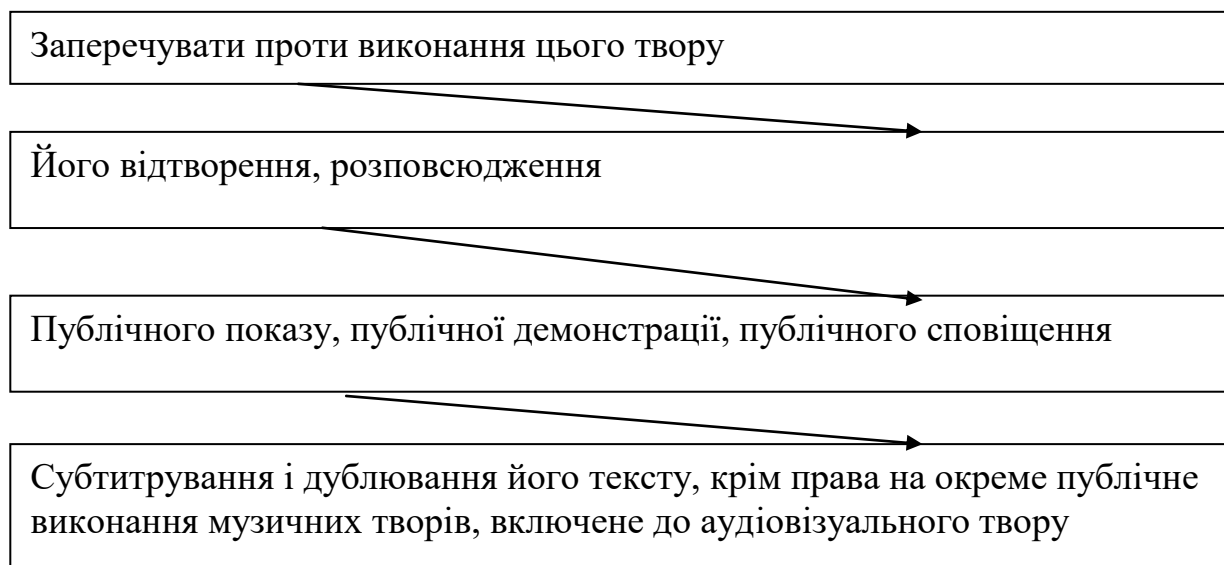 Заперечувати проти виконання цього твору
Його відтворення, розповсюдження
Публічного показу, публічної демонстрації, публічного сповіщення
Субтитрування і дублювання його тексту, крім права на окреме публічне
виконання музичних творів, включене до аудіовізуального твору